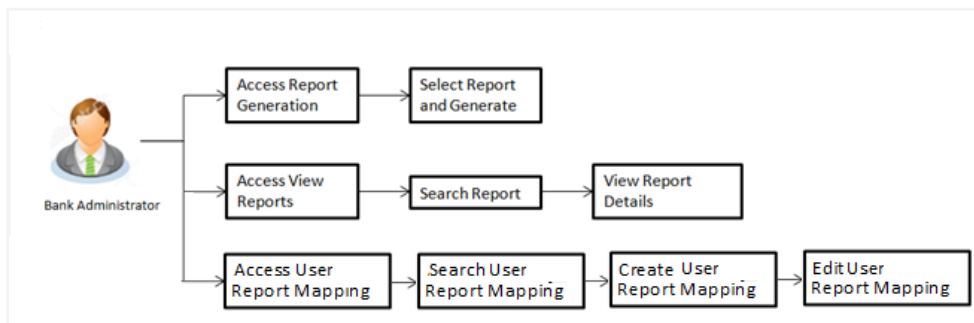 Access Report
Generation
Select Report
and Generate
Bank Administrator
Access View
Reports
Search Report
View Report
Details
Access User
Report Mapping
Search User
Report Mapping
Create User
Report Mapping
Edit User
Report Mapping